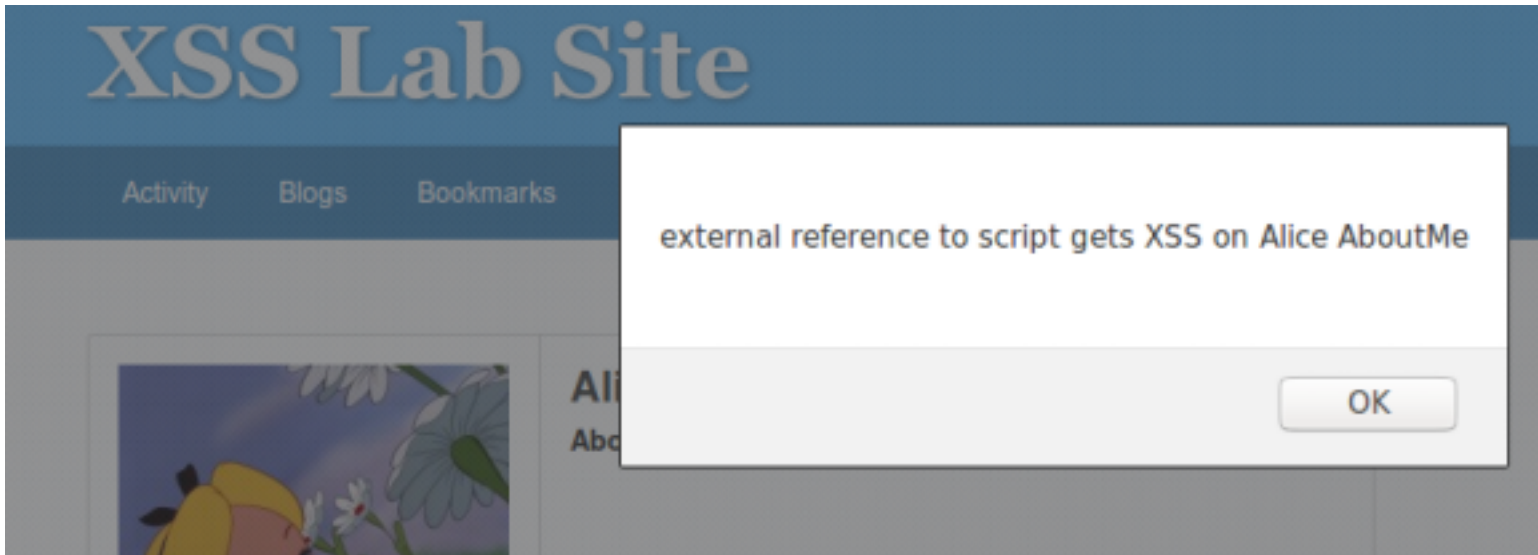 XSS Lab Site
Activity Blogs Bookmarks
external reference to script gets XSS on Alice AboutMe
OK